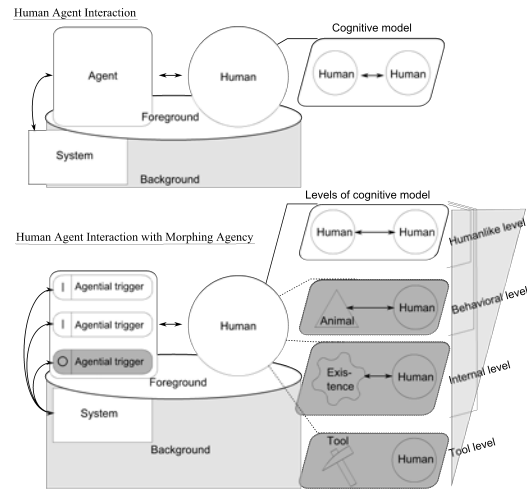 Human Agent Interaction
Cognitive model
Agent
Human
Human
Human
Foreground
System
Background
Levels of cognitive model
Human Agent Interaction with Morphing Agency
Human
Human
Humanlike level
I Agential trigger
I Agential trigger
O Agential trigger
Human
Animal
Human
Behavioral level
Exis-
tence
Human
Internal level
Foreground
System
Background
Tool
Human
Tool level